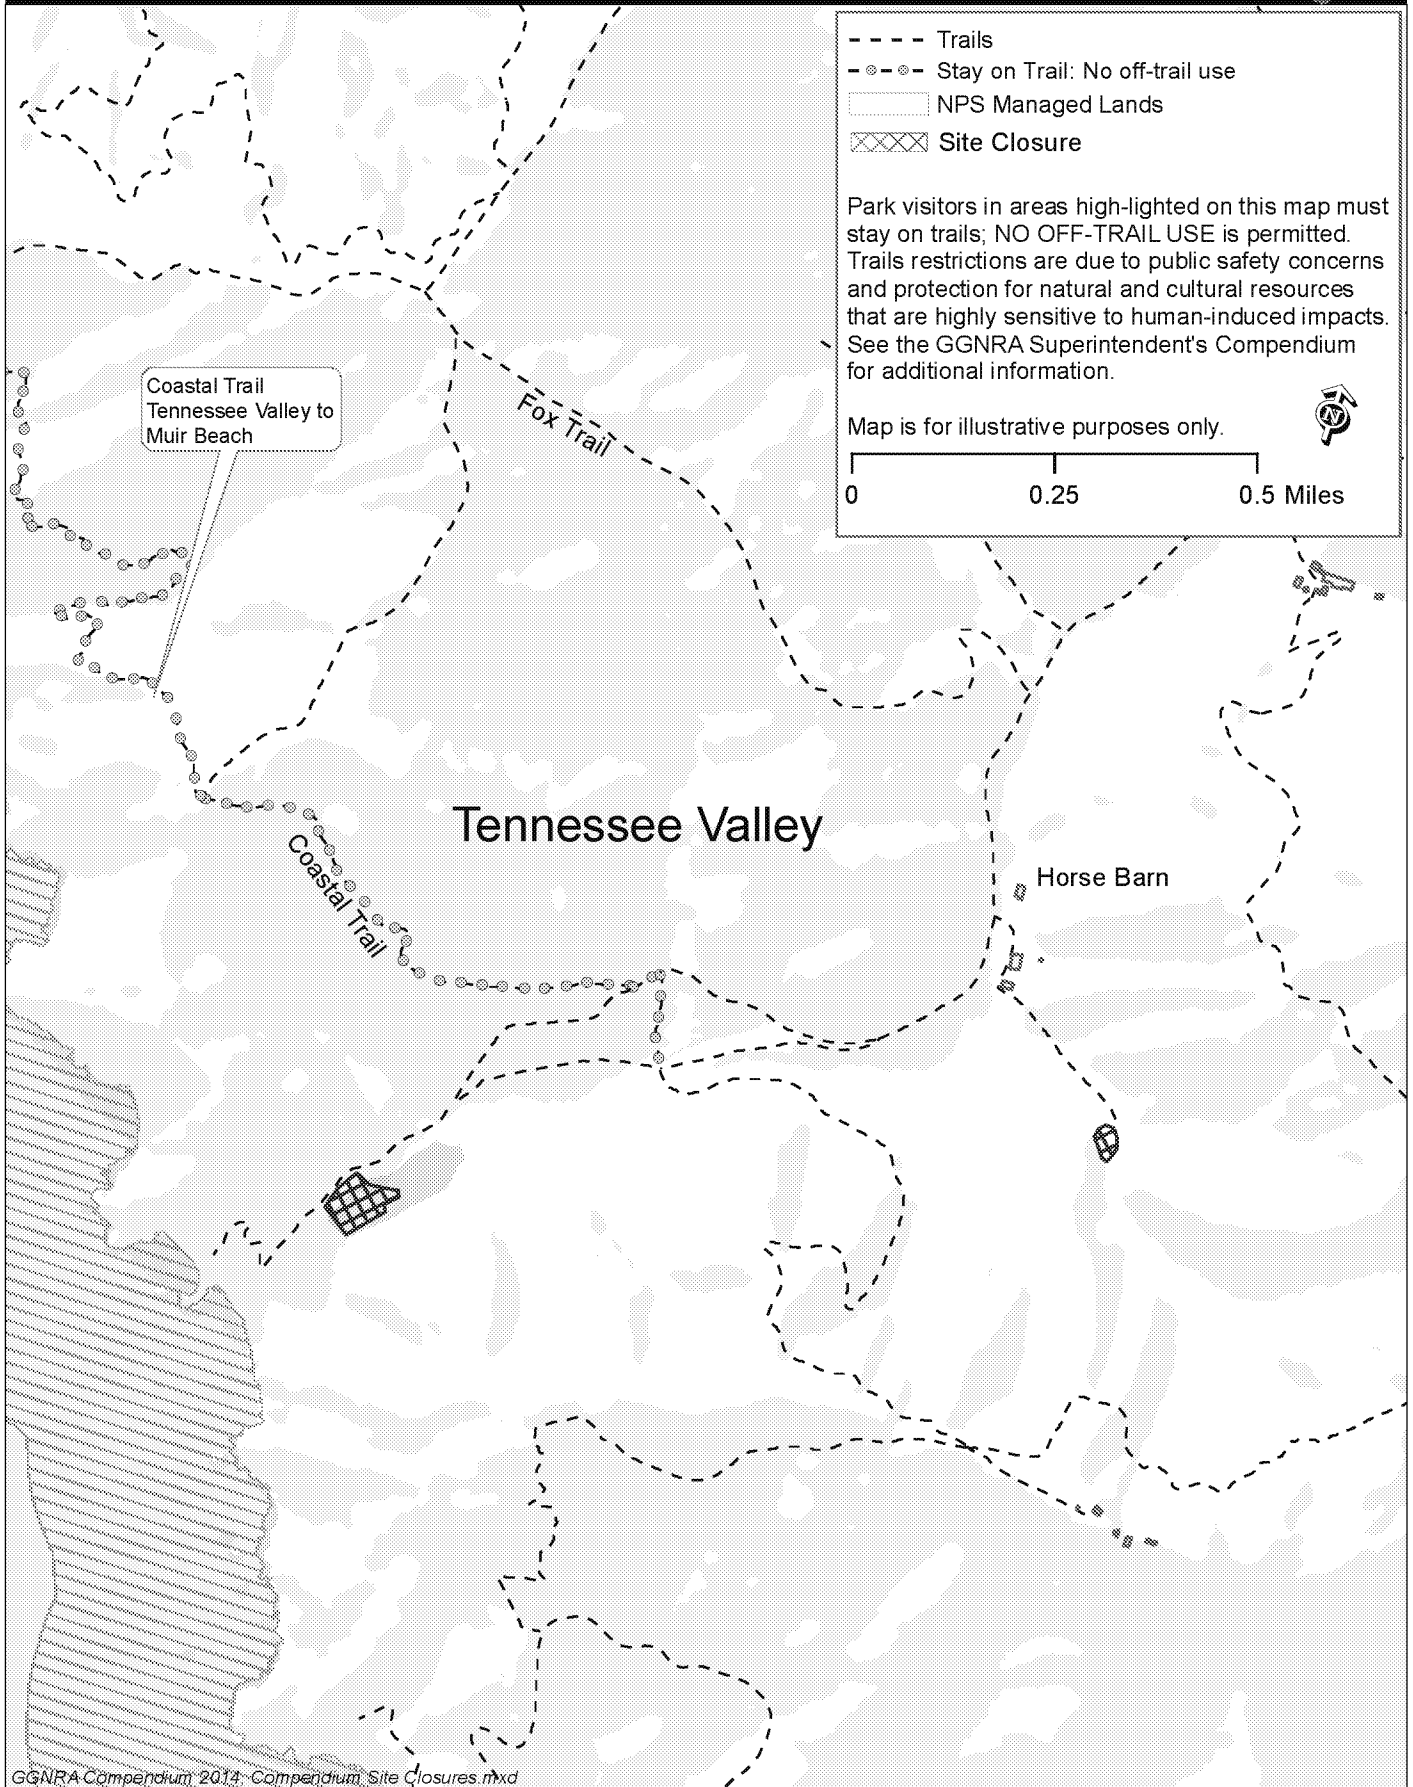 Trails
Stay on Trail: No off-trail use
NPS Managed Lands
Site Closure
Park visitors in areas high-lighted on this map must
stay on trails; NO OFF-TRAIL USE is permitted.
Trails restrictions are due to public safety concerns
and protection for natural and cultural resources
that are highly sensitive to human-induced impacts.
See the GGNRA Superintendent's Compendium
for additional information.
Map is for illustrative purposes only.
N
0 0.25 0.5 Miles
Coastal Trail
Tennessee Valley to
Muir Beach
Fox Trail
Tennessee Valley
Coastal Trail
Horse Barn
GGNRA Compendium 2014; Compendium Site Closures.mxd